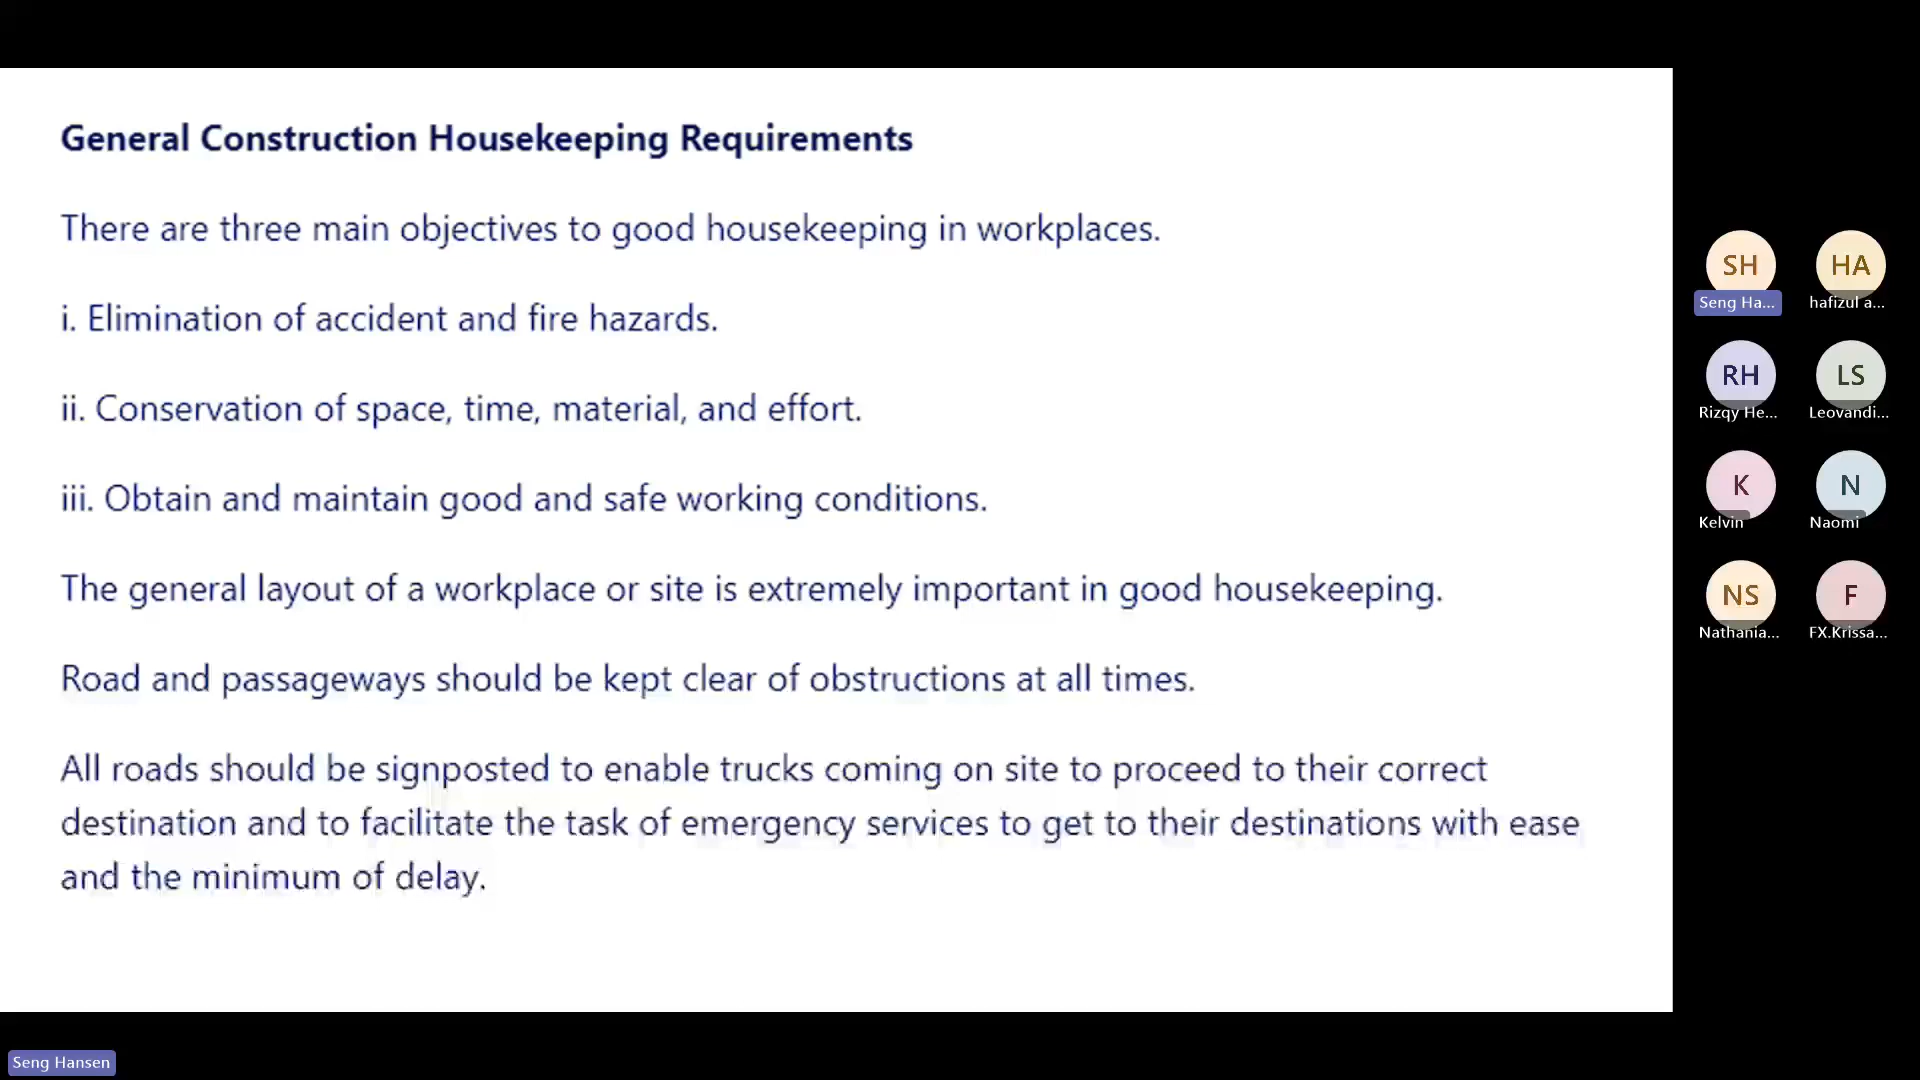 General Construction Housekeeping Requirements
There are three main objectives to good housekeeping in workplaces.
i. Elimination of accident and fire hazards.
ii. Conservation of space, time, material, and effort.
iii. Obtain and maintain good and safe working conditions.
The general layout of a workplace or site is extremely important in good housekeeping.
Road and passageways should be kept clear of obstructions at all times.
All roads should be signposted to enable trucks coming on site to proceed to their correct
destination and to facilitate the task of emergency services to get to their destinations with ease
and the minimum of delay.
SH HA
Seng Ha... hafizul a...
RH LS
Rizqy He... Leovandi...
K N
Kelvin Naomi
NS F
Nathania... FX.Krissa...
Seng Hansen